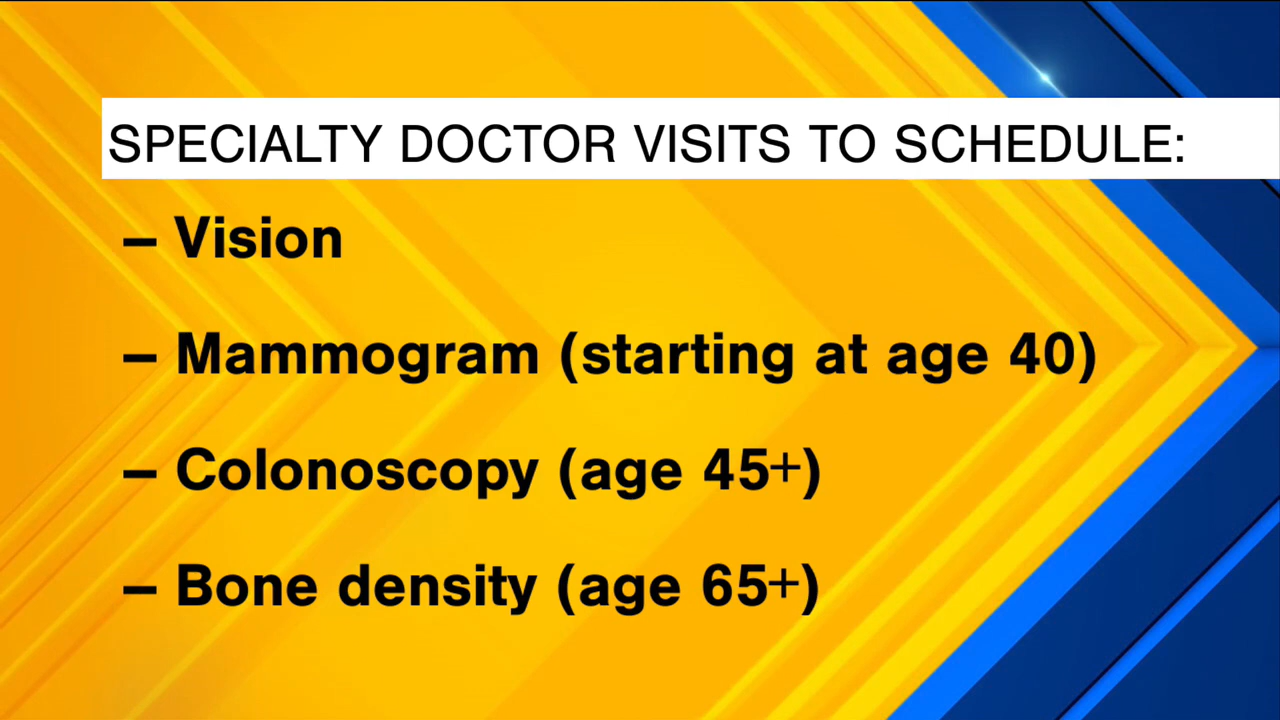 SPECIALTY DOCTOR VISITS TO SCHEDULE:
– Vision
– Mammogram (starting at age 40)
– Colonoscopy (age 45+)
– Bone density (age 65+)